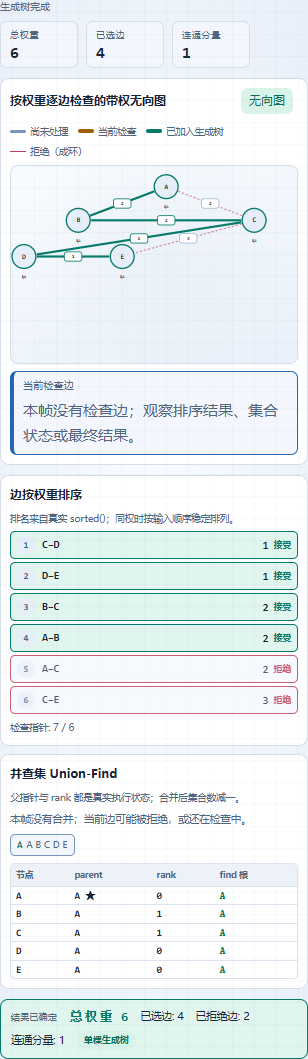 生成树完成
总权重
6
已选边
4
连通分量
1
按权重逐边检查的带权无向图
无向图
尚未处理
当前检查
已加入生成树
拒绝（成环）
A
2
2
B
2
C
1
3
D
1
E
当前检查边
本帧没有检查边；观察排序结果、集合
状态或最终结果。
边按权重排序
排名来自真实 sorted()；同权时按输入顺序稳定排列。
1 C–D 1 接受
2 D–E 1 接受
3 B–C 2 接受
4 A–B 2 接受
5 A–C 2 拒绝
6 C–E 3 拒绝
检查指针: 7 / 6
并查集 Union-Find
父指针与 rank 都是真实执行状态；合并后集合数减一。
本帧没有合并；当前边可能被拒绝，或还在检查中。
A A B C D E
节点 parent rank find 根
A A ★ 0 A
B A 1 A
C A 1 A
D A 0 A
E A 0 A
结果已确定 总权重 6 已选边: 4 已拒绝边: 2
连通分量: 1 单棵生成树